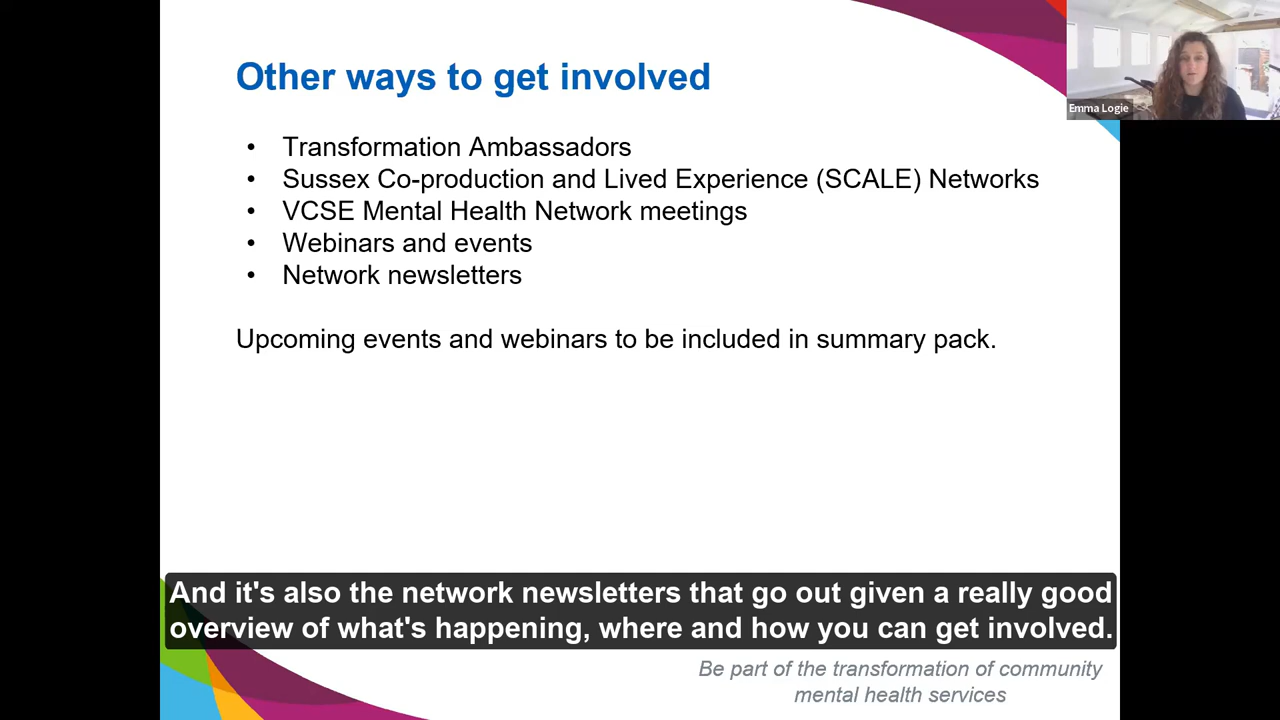 Other ways to get involved
Emma Logie
• Transformation Ambassadors
• Sussex Co-production and Lived Experience (SCALE) Networks
• VCSE Mental Health Network meetings
• Webinars and events
• Network newsletters
Upcoming events and webinars to be included in summary pack.
And it's also the network newsletters that go out given a really good
overview of what's happening, where and how you can get involved.
Be part of the transformation of community
mental health services